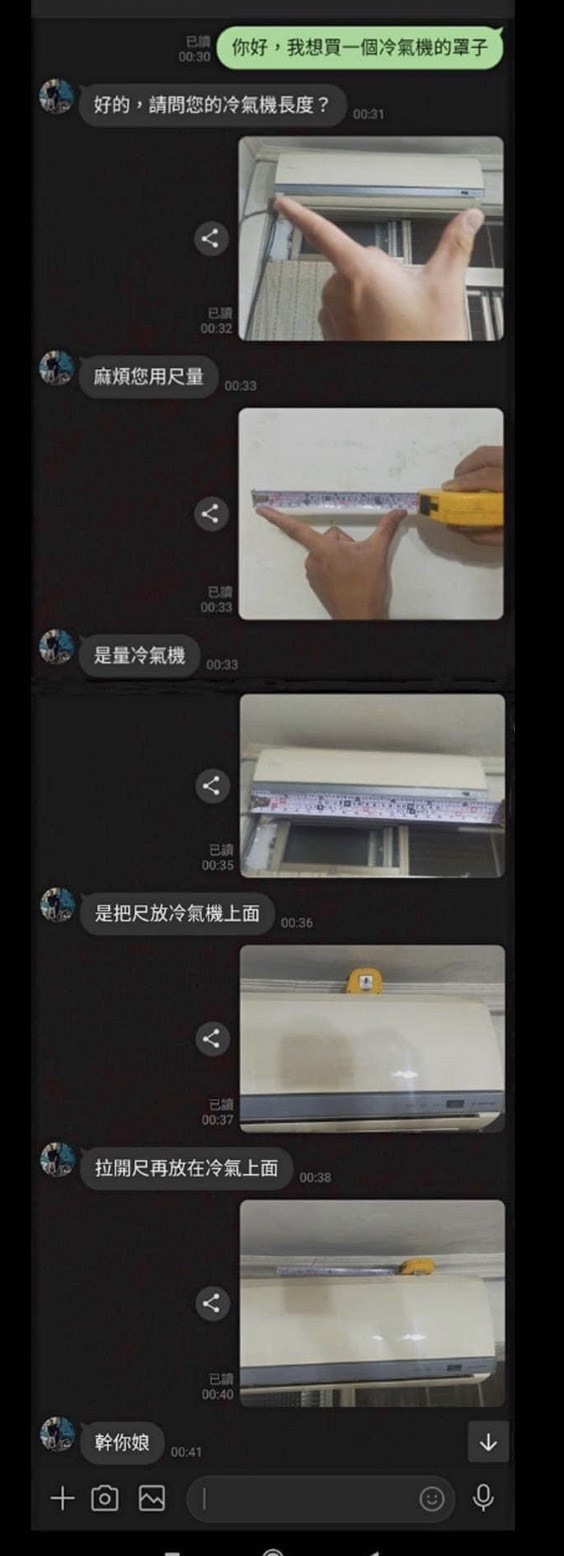 你好，我想買一個冷氣機的罩子
已讀
00:30
好的，請問您的冷氣機長度？
00:31
已讀
00:32
麻煩您用尺量
00:33
已讀
00:33
是量冷氣機
00:33
已讀
00:35
是把尺放冷氣機上面
00:36
已讀
00:37
拉開尺再放在冷氣上面
00:38
已讀
00:40
幹你娘
00:41